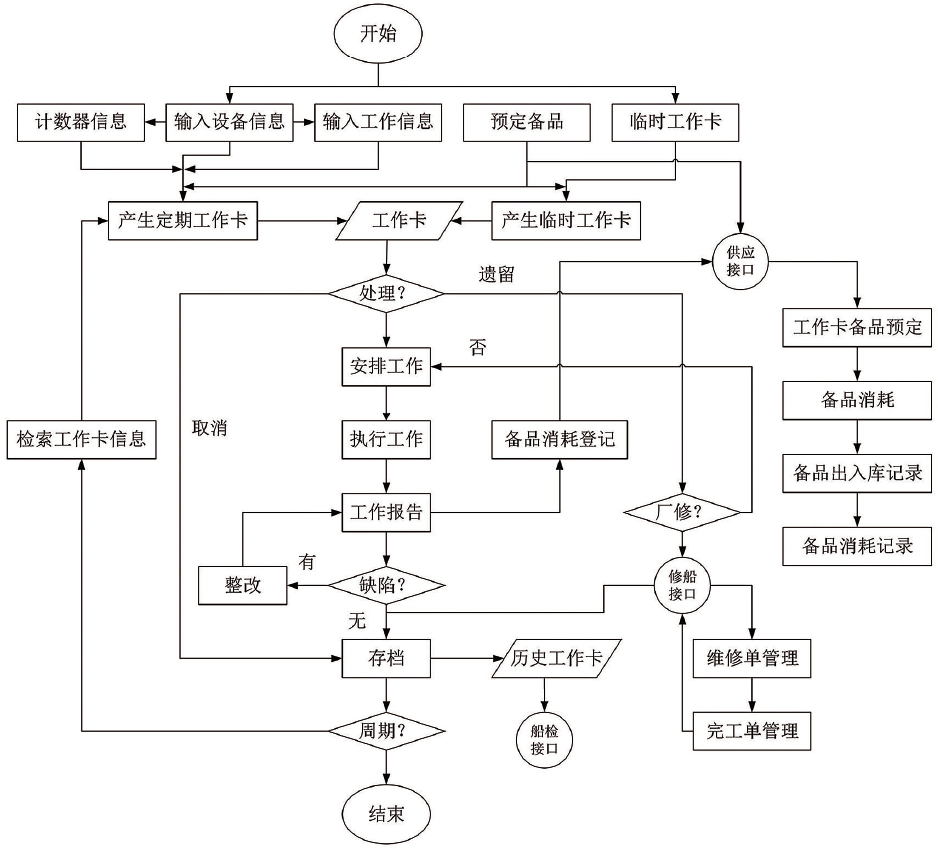 开始
计数器信息
输入设备信息
输入工作信息
预定备品
临时工作卡
产生定期工作卡
工作卡
产生临时工作卡
供应
接口
处理?
遗留
工作卡备品预定
安排工作
否
备品消耗
取消
检索工作卡信息
执行工作
备品消耗登记
备品出入库记录
工作报告
厂修?
备品消耗记录
整改
有
缺陷?
修船
接口
无
存档
历史工作卡
维修单管理
周期?
船检
接口
完工单管理
结束